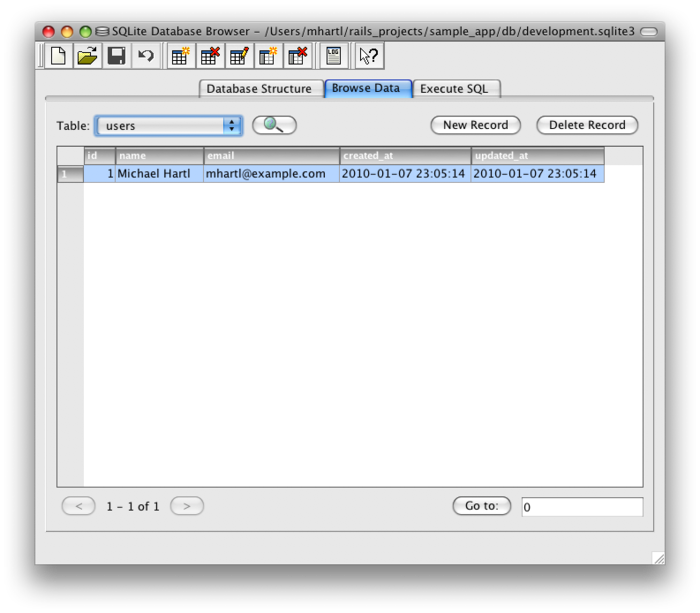 SQLite Database Browser - /Users/mhartl/rails_projects/sample_app/db/development.sqlite3
LOG
?
Database Structure Browse Data Execute SQL
Table: users New Record Delete Record
id name email created_at updated_at
1 1 Michael Hartl mhartl@example.com 2010-01-07 23:05:14 2010-01-07 23:05:14
< 1 - 1 of 1 > Go to: 0